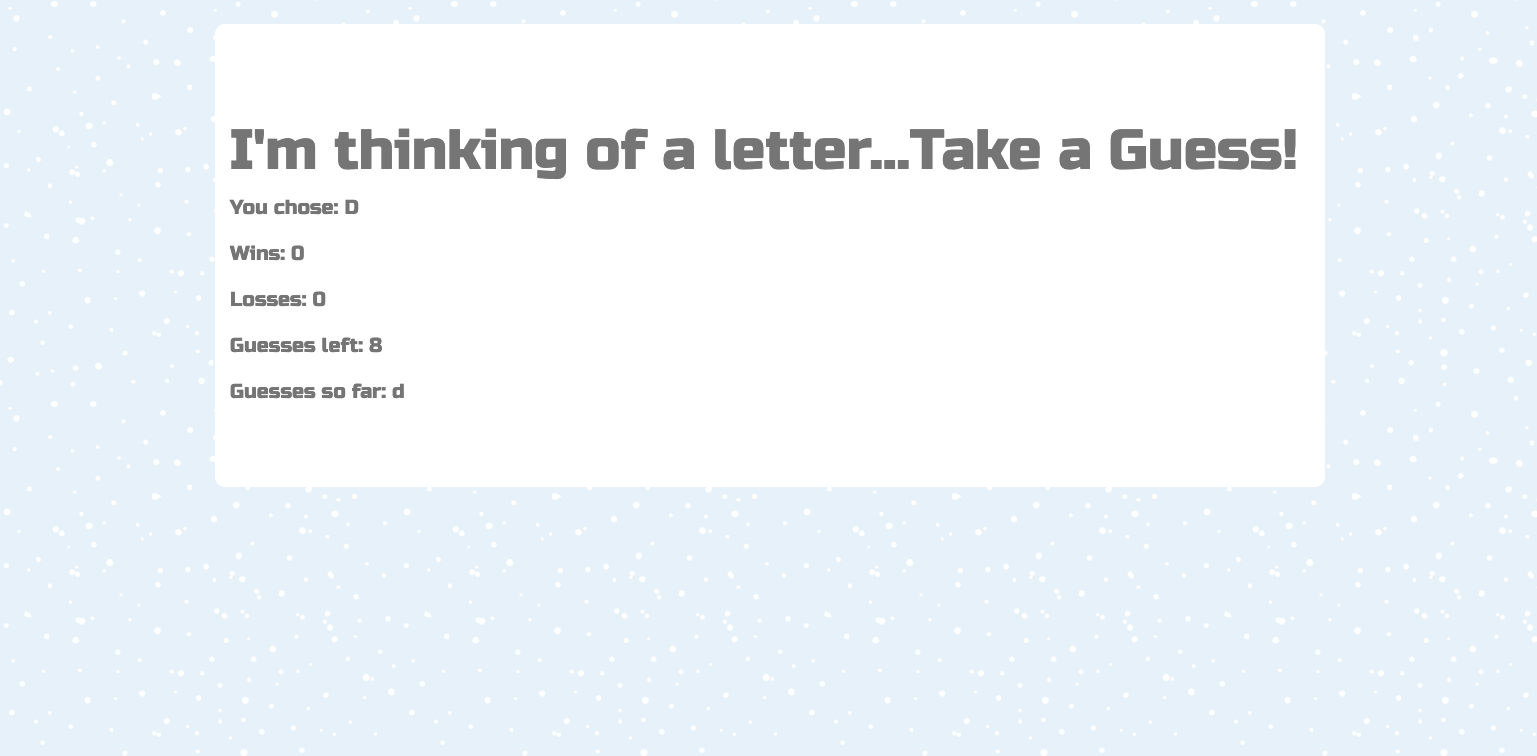 I'm thinking of a letter...Take a Guess!
You chose: D
Wins: 0
Losses: 0
Guesses left: 8
Guesses so far: d